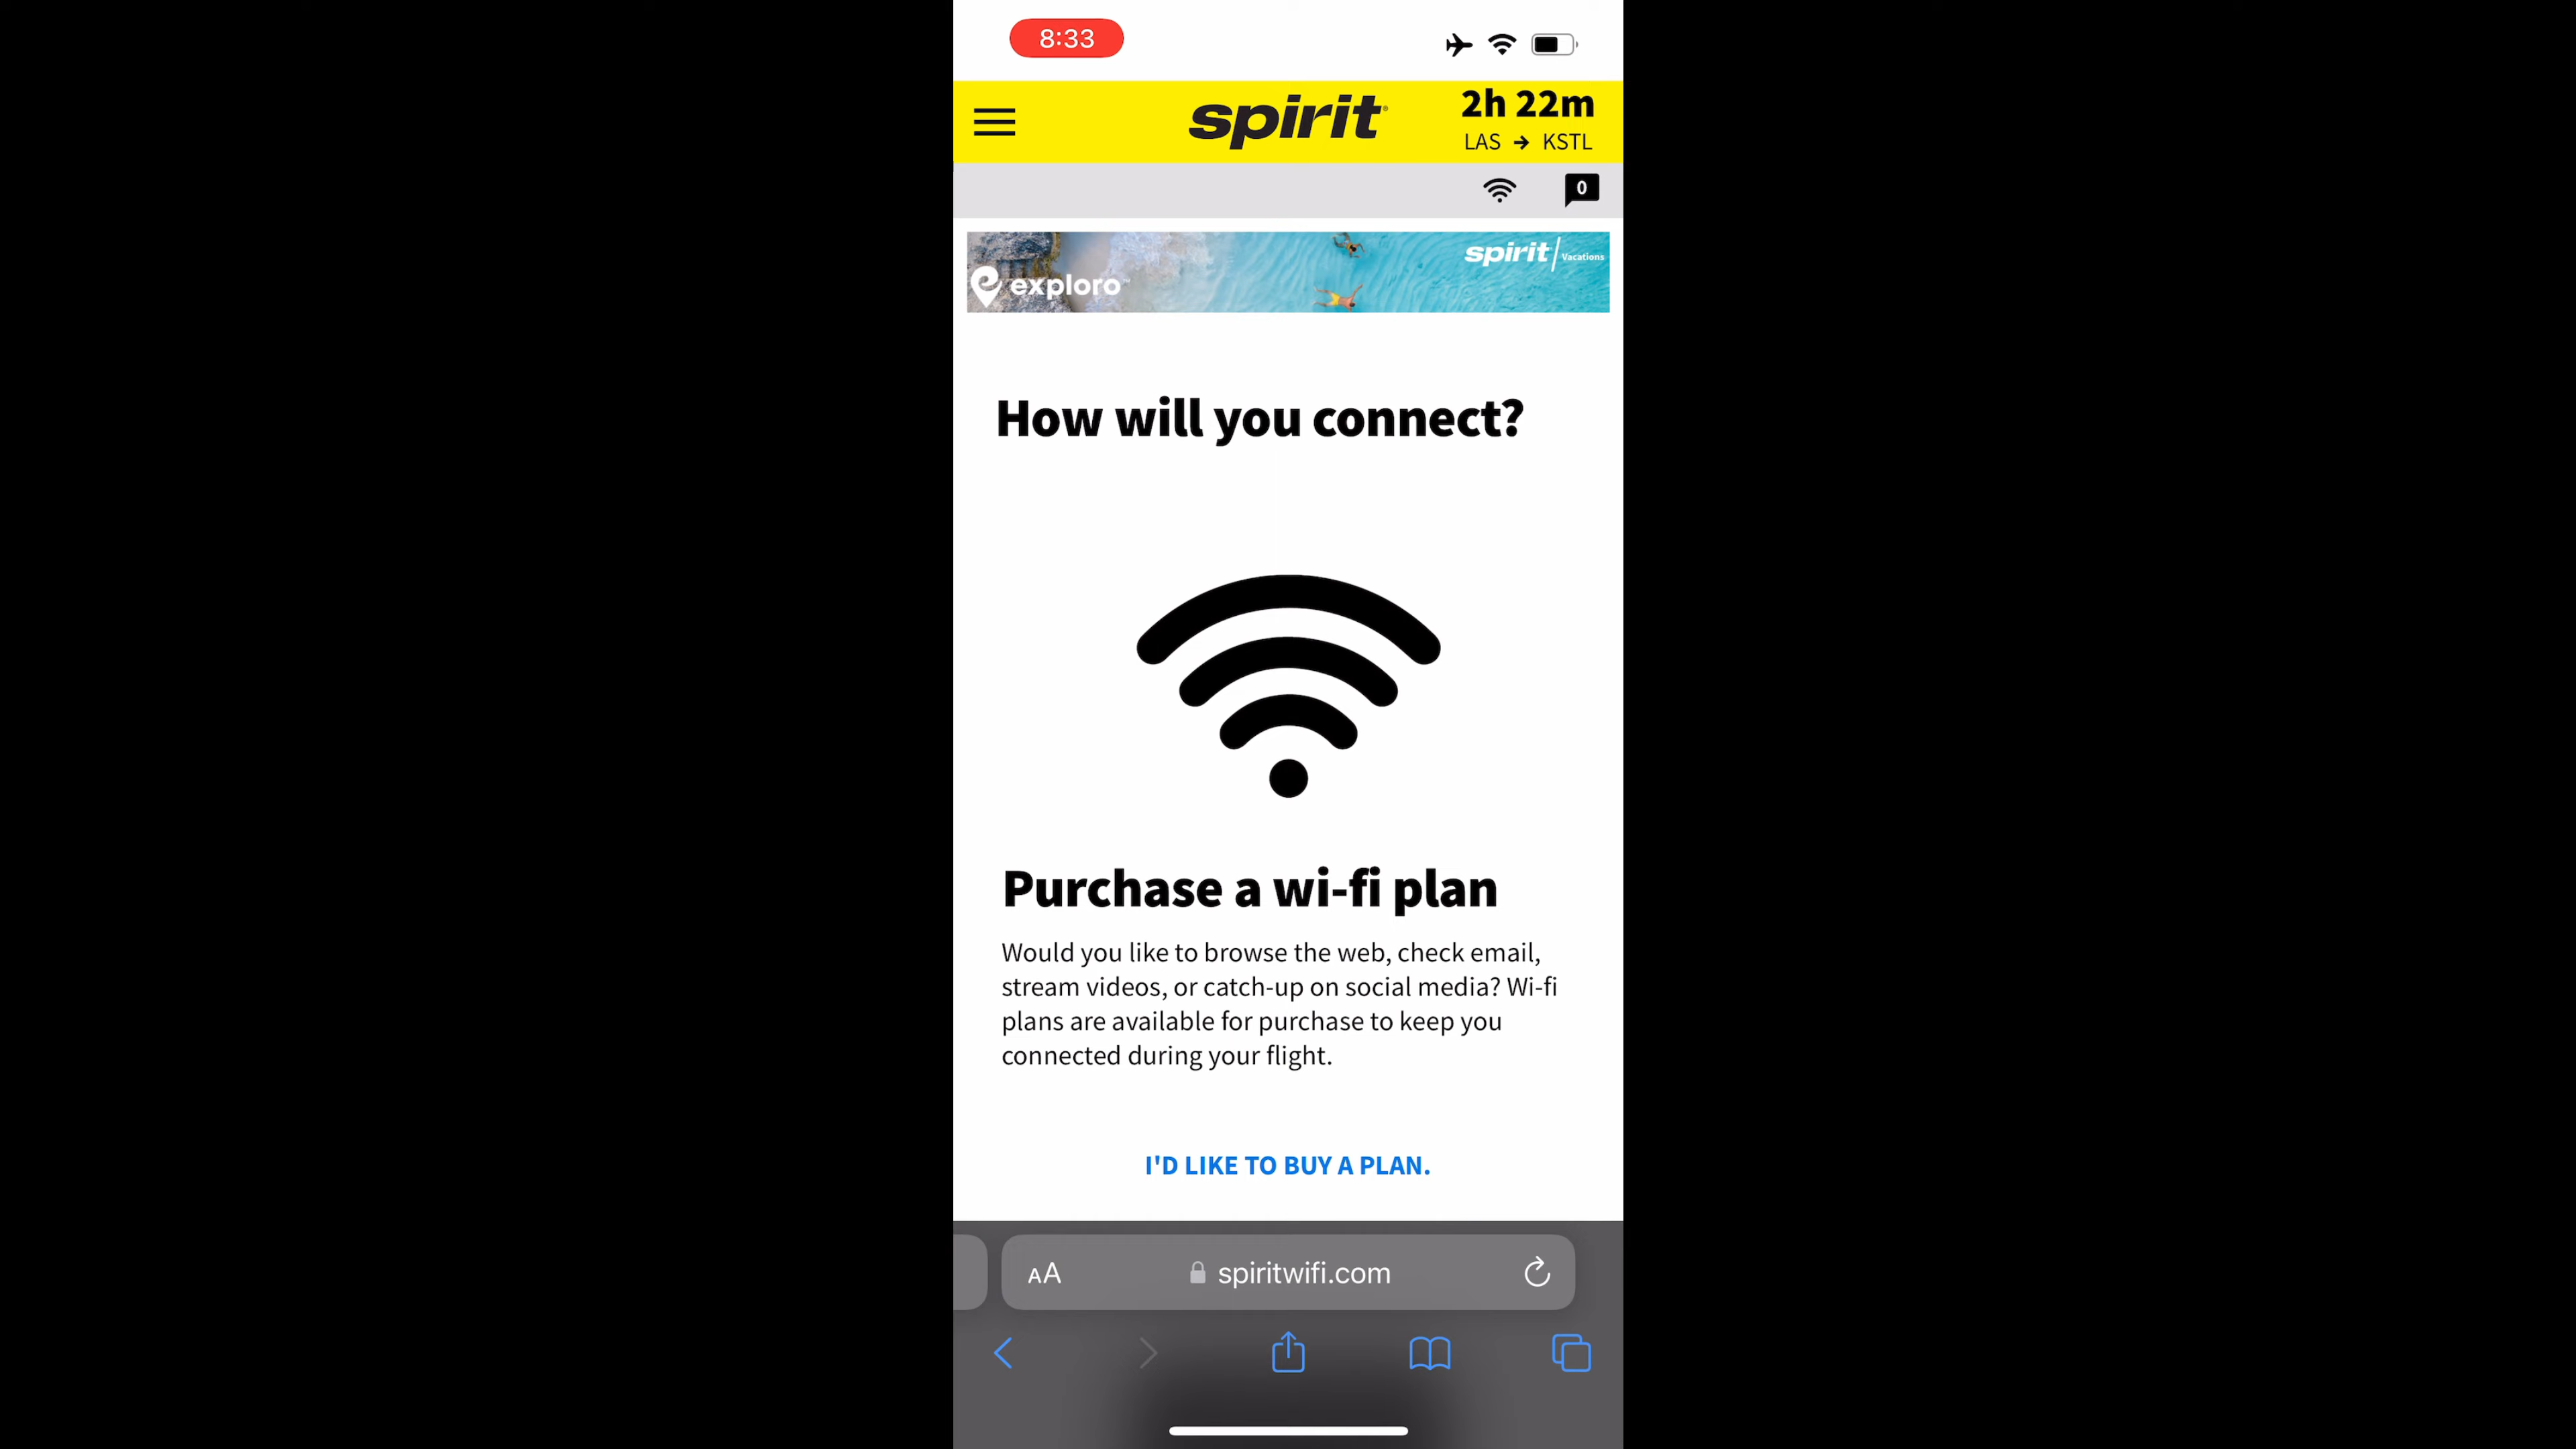 8:33
spirit
2h 22m
LAS → KSTL
0
exploro
spirit Vacations
How will you connect?
Purchase a wi-fi plan
Would you like to browse the web, check email,
stream videos, or catch-up on social media? Wi-fi
plans are available for purchase to keep you
connected during your flight.
I'D LIKE TO BUY A PLAN.
AA spiritwifi.com